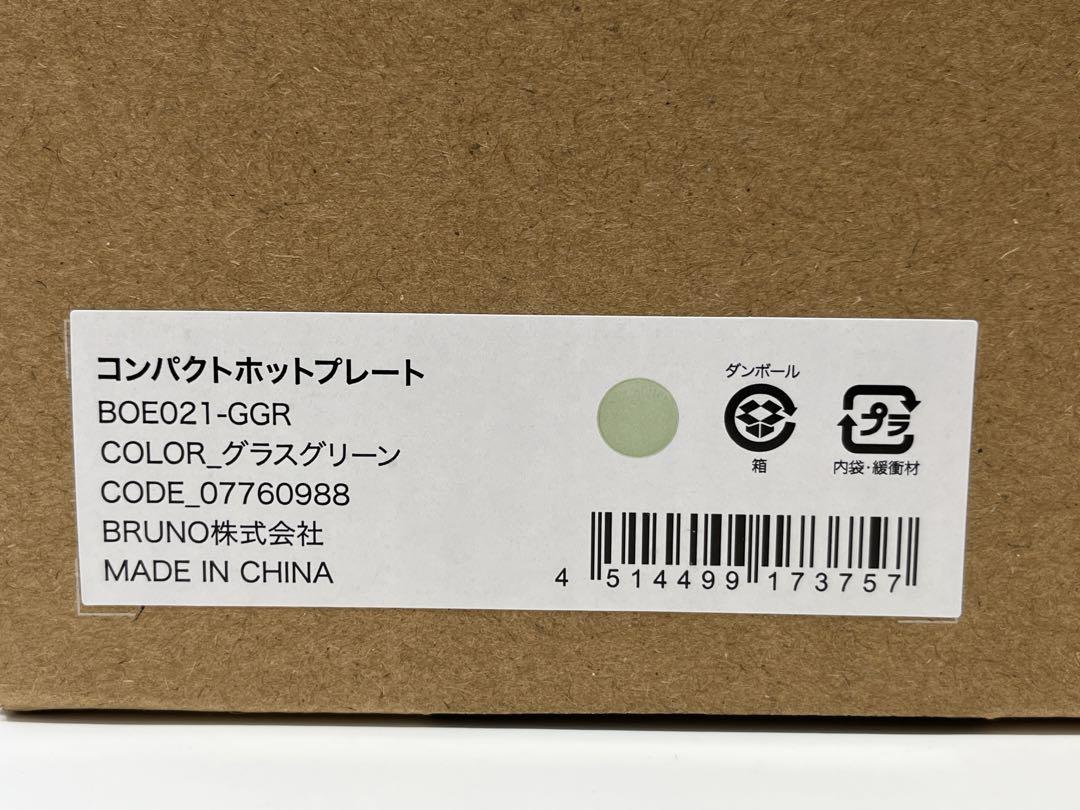 コンパクトホットプレート
BOE021-GGR
COLOR_グラスグリーン
CODE_07760988
BRUNO株式会社
MADE IN CHINA
ダンボール
箱
プラ
内袋・緩衝材
4 514499 173757